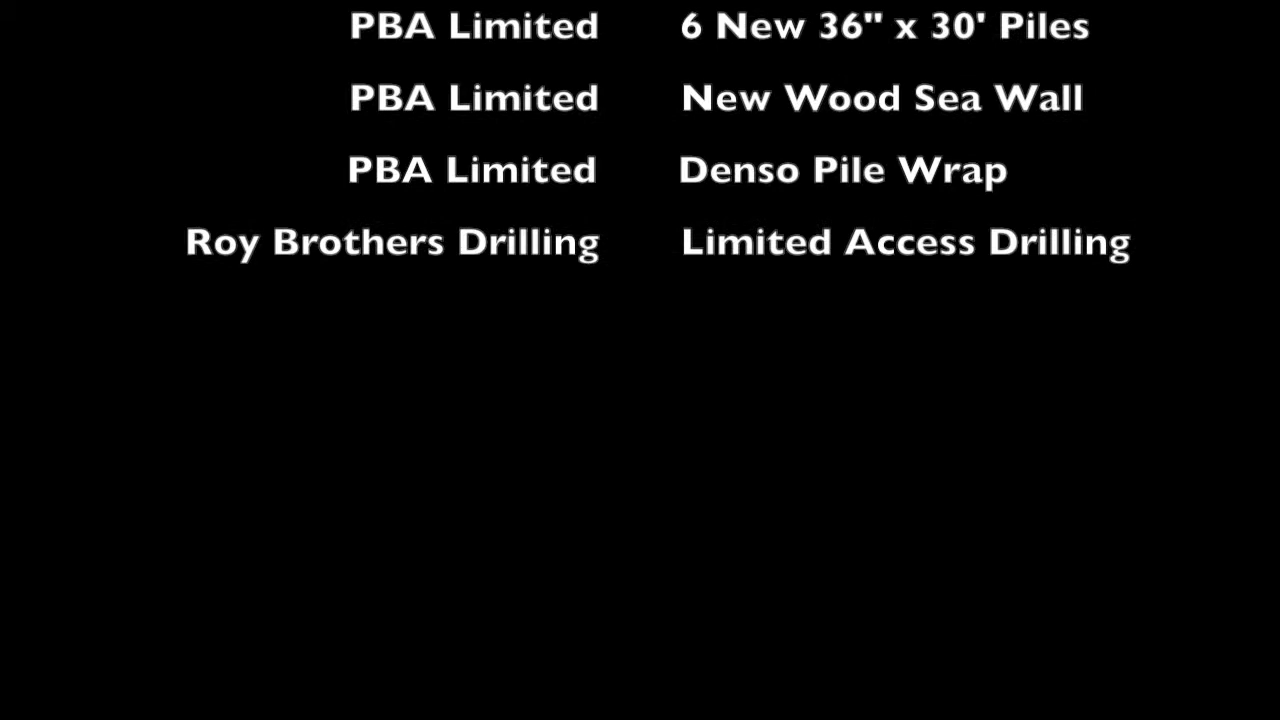 PBA Limited 6 New 36" x 30' Piles
PBA Limited New Wood Sea Wall
PBA Limited Denso Pile Wrap
Roy Brothers Drilling Limited Access Drilling